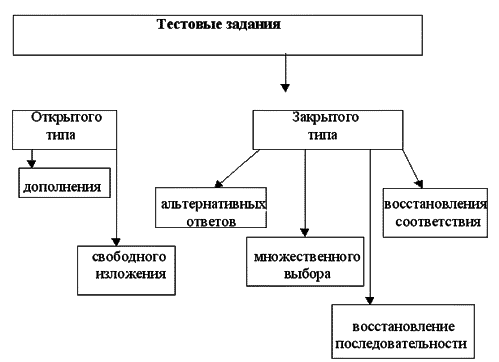 Тестовые задания
Открытого
типа
Закрытого
типа
дополнения
альтернативных
ответов
восстановления
соответствия
свободного
изложения
множественного
выбора
восстановление
последовательности